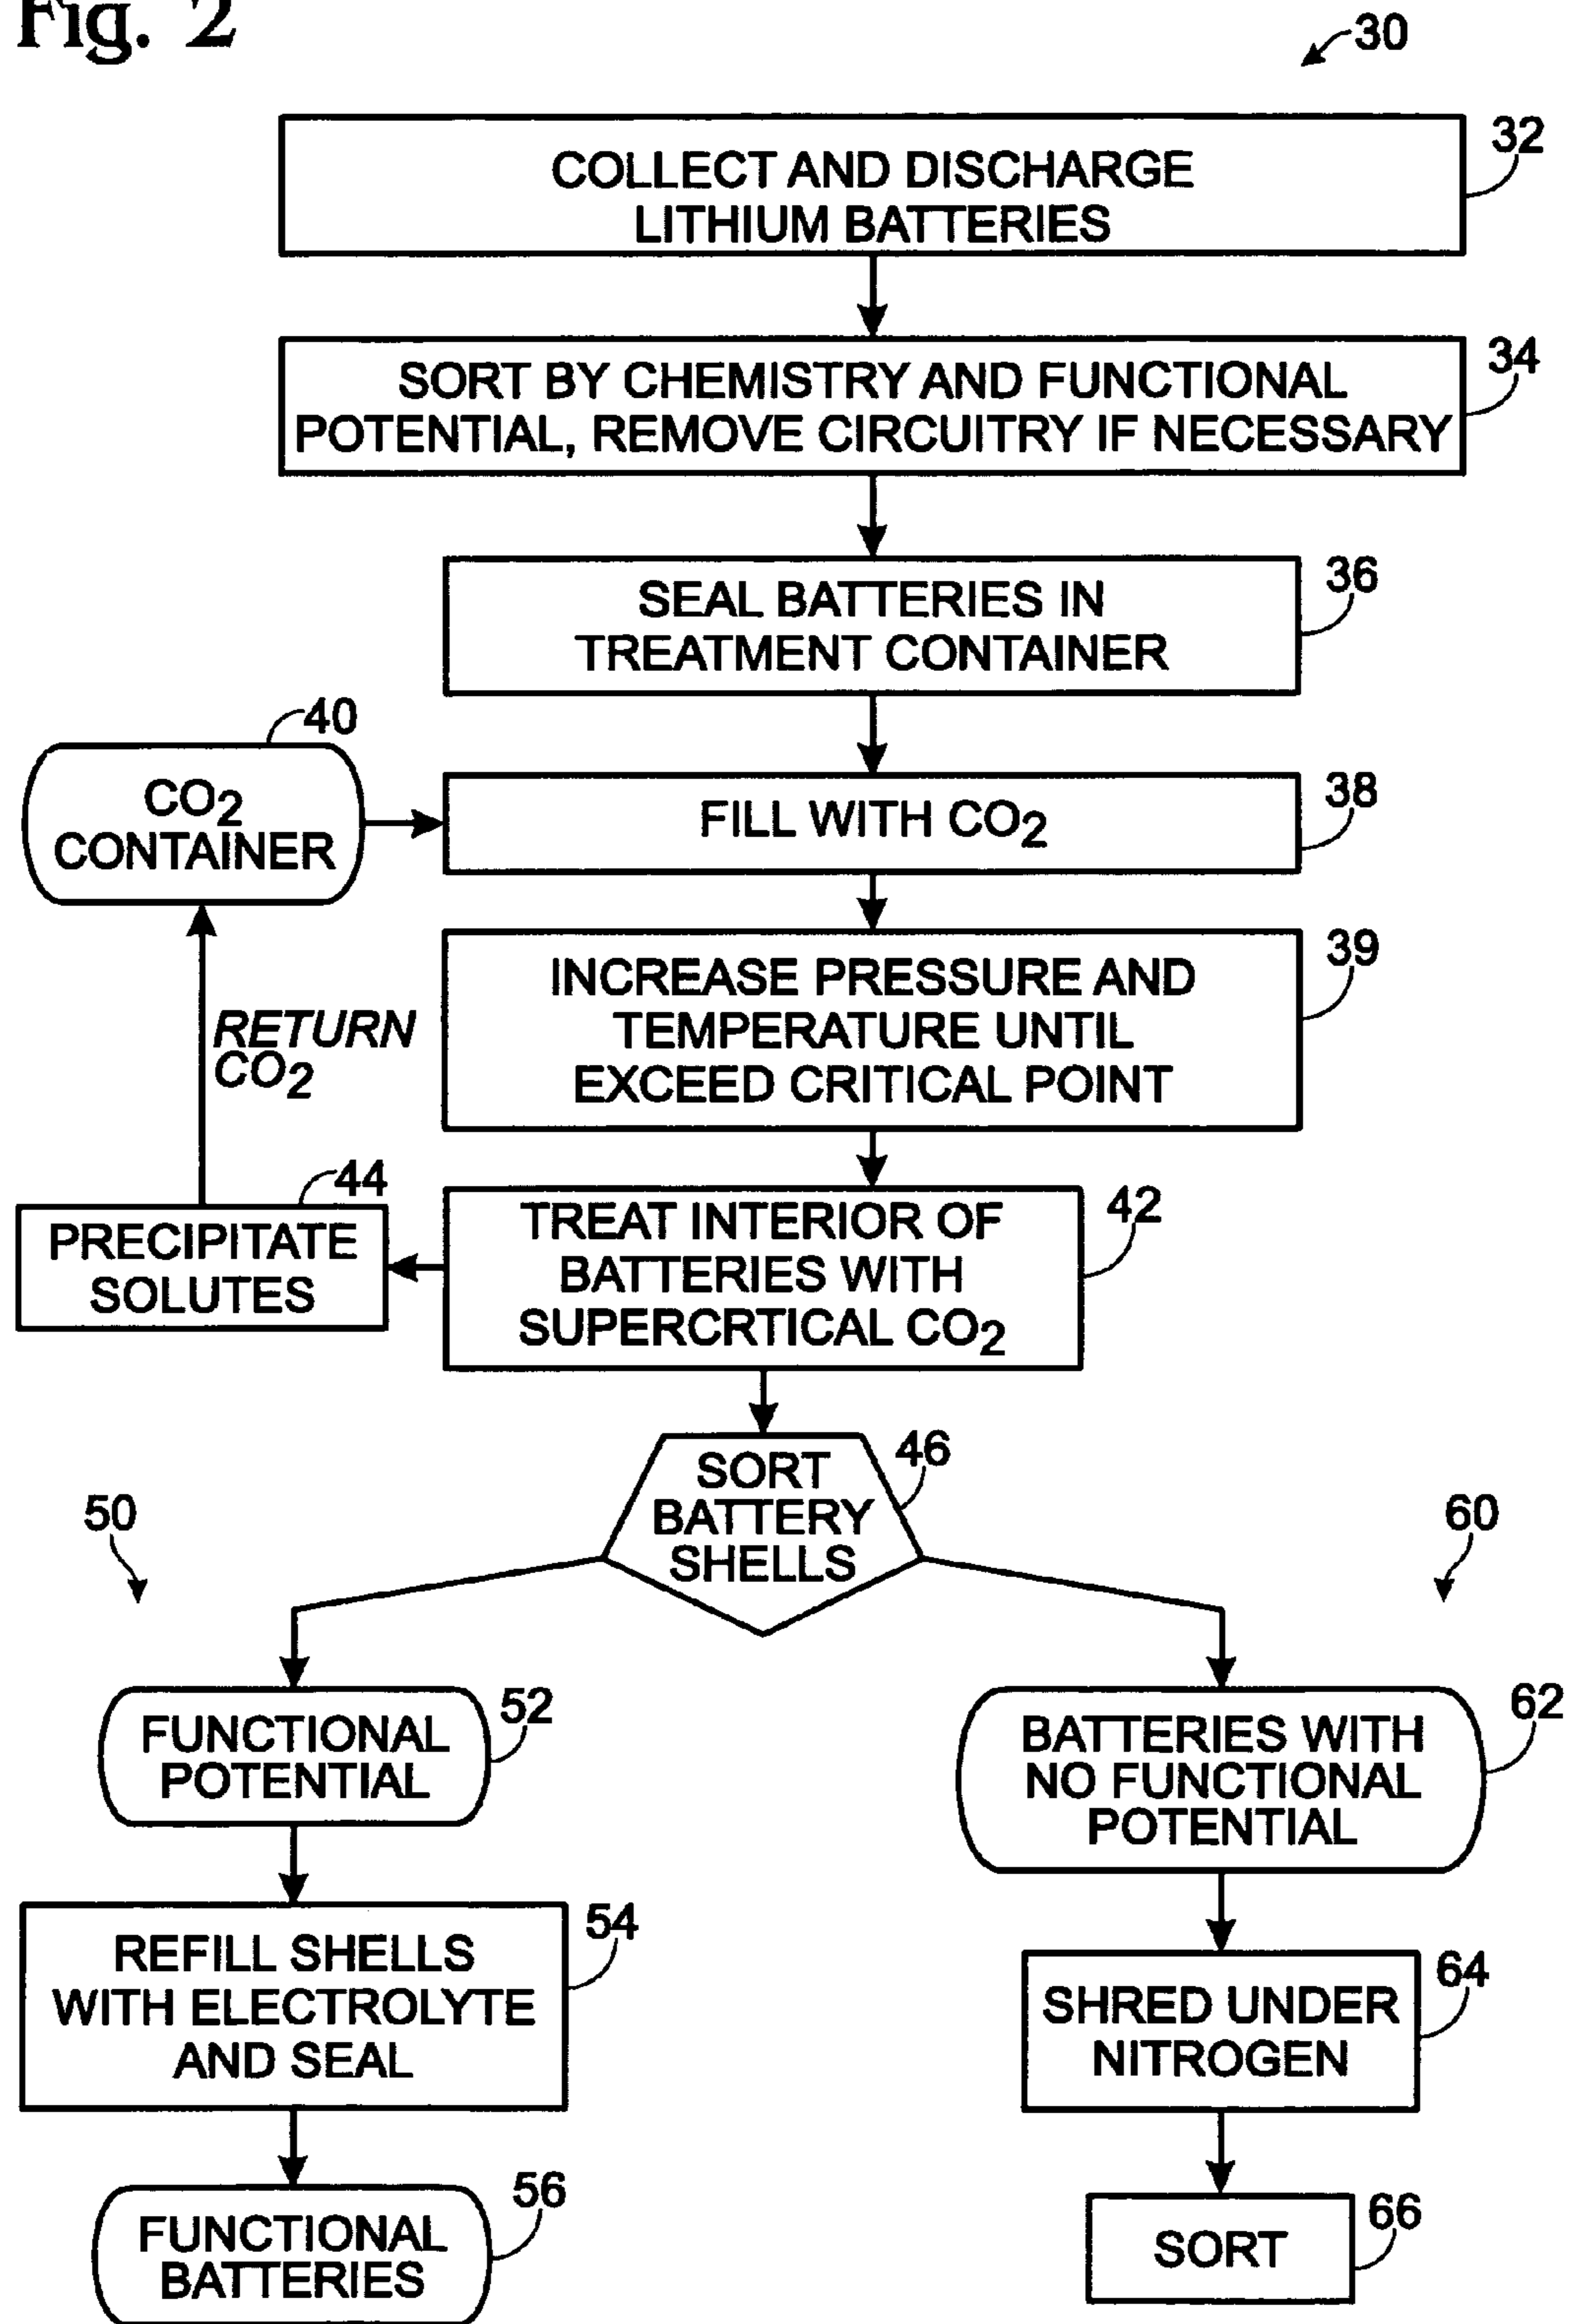 Fig. 2
30
COLLECT AND DISCHARGE
LITHIUM BATTERIES
32
SORT BY CHEMISTRY AND FUNCTIONAL
POTENTIAL, REMOVE CIRCUITRY IF NECESSARY
34
SEAL BATTERIES IN
TREATMENT CONTAINER
36
40
CO2
CONTAINER
FILL WITH CO2
38
INCREASE PRESSURE AND
TEMPERATURE UNTIL
EXCEED CRITICAL POINT
39
RETURN
CO2
44
PRECIPITATE
SOLUTES
TREAT INTERIOR OF
BATTERIES WITH
SUPERCRTICAL CO2
42
SORT
BATTERY
SHELLS
46
50
60
FUNCTIONAL
POTENTIAL
52
BATTERIES WITH
NO FUNCTIONAL
POTENTIAL
62
REFILL SHELLS
WITH ELECTROLYTE
AND SEAL
54
SHRED UNDER
NITROGEN
64
FUNCTIONAL
BATTERIES
56
SORT
66